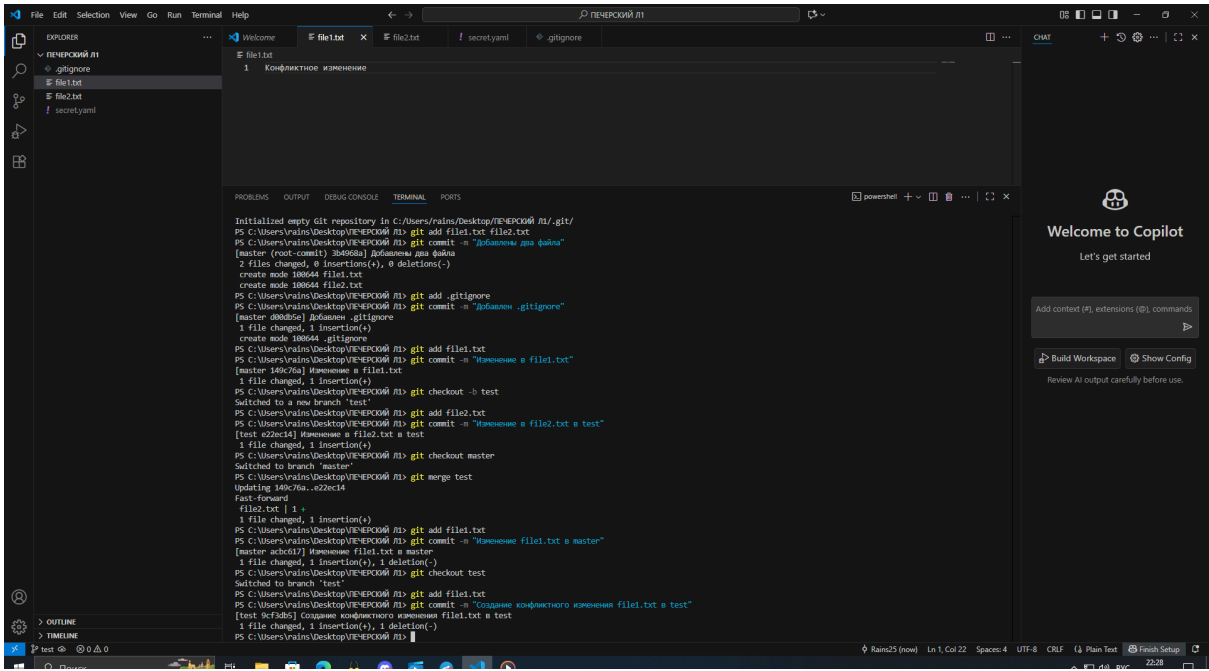 File Edit Selection View Go Run Terminal Help
ПЕЧЕРСКИЙ Л1
EXPLORER
ПЕЧЕРСКИЙ Л1
.gitignore
file1.txt
file2.txt
! secret.yaml
Welcome
file1.txt
file2.txt
! secret.yaml
.gitignore
file1.txt
1 Конфликтное изменение
PROBLEMS OUTPUT DEBUG CONSOLE TERMINAL PORTS
powershell
Initialized empty Git repository in C:/Users/rains/Desktop/ПЕЧЕРСКИЙ Л1/.git/
PS C:\Users\rains\Desktop\ПЕЧЕРСКИЙ Л1> git add file1.txt file2.txt
PS C:\Users\rains\Desktop\ПЕЧЕРСКИЙ Л1> git commit -m "Добавлены два файла"
[master (root-commit) 3b4968a] Добавлены два файла
2 files changed, 0 insertions(+), 0 deletions(-)
create mode 100644 file1.txt
create mode 100644 file2.txt
PS C:\Users\rains\Desktop\ПЕЧЕРСКИЙ Л1> git add .gitignore
PS C:\Users\rains\Desktop\ПЕЧЕРСКИЙ Л1> git commit -m "Добавлен .gitignore"
[master d00db5e] Добавлен .gitignore
1 file changed, 1 insertion(+)
create mode 100644 .gitignore
PS C:\Users\rains\Desktop\ПЕЧЕРСКИЙ Л1> git add file1.txt
PS C:\Users\rains\Desktop\ПЕЧЕРСКИЙ Л1> git commit -m "Изменение в file1.txt"
[master 149c76a] Изменение в file1.txt
1 file changed, 1 insertion(+)
PS C:\Users\rains\Desktop\ПЕЧЕРСКИЙ Л1> git checkout -b test
Switched to a new branch 'test'
PS C:\Users\rains\Desktop\ПЕЧЕРСКИЙ Л1> git add file2.txt
PS C:\Users\rains\Desktop\ПЕЧЕРСКИЙ Л1> git commit -m "Изменение в file2.txt в test"
[test e22ec14] Изменение в file2.txt в test
1 file changed, 1 insertion(+)
PS C:\Users\rains\Desktop\ПЕЧЕРСКИЙ Л1> git checkout master
Switched to branch 'master'
PS C:\Users\rains\Desktop\ПЕЧЕРСКИЙ Л1> git merge test
Updating 149c76a..e22ec14
Fast-forward
file2.txt | 1 +
1 file changed, 1 insertion(+)
PS C:\Users\rains\Desktop\ПЕЧЕРСКИЙ Л1> git add file1.txt
PS C:\Users\rains\Desktop\ПЕЧЕРСКИЙ Л1> git commit -m "Изменение file1.txt в master"
[master acbc617] Изменение file1.txt в master
1 file changed, 1 insertion(+), 1 deletion(-)
PS C:\Users\rains\Desktop\ПЕЧЕРСКИЙ Л1> git checkout test
Switched to branch 'test'
PS C:\Users\rains\Desktop\ПЕЧЕРСКИЙ Л1> git add file1.txt
PS C:\Users\rains\Desktop\ПЕЧЕРСКИЙ Л1> git commit -m "Создание конфликтного изменения file1.txt в test"
[test 9cf3db5] Создание конфликтного изменения file1.txt в test
1 file changed, 1 insertion(+), 1 deletion(-)
PS C:\Users\rains\Desktop\ПЕЧЕРСКИЙ Л1>
CHAT
Welcome to Copilot
Let's get started
Add context (#), extensions (@), commands
Build Workspace
Show Config
Review AI output carefully before use.
OUTLINE
TIMELINE
test 0 0 0
Rains25 (now) Ln 1, Col 22 Spaces: 4 UTF-8 CRLF Plain Text Finish Setup
Поиск
РУС
22:28